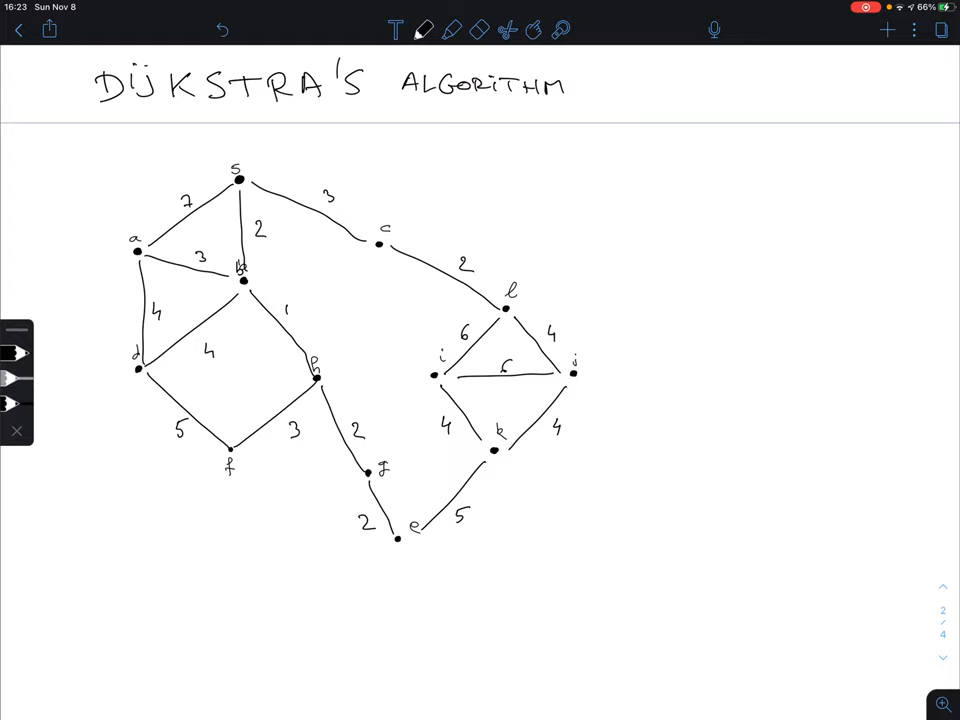 16:23 Sun Nov 8 66%
T
DIJKSTRA'S ALGORITHM
s
7 3
2
c
a
3
b
2
l
4 1 6 4
d 4 i 6 j
h
5 3 2 4 k 4
f g
2 e 5
2
/
4